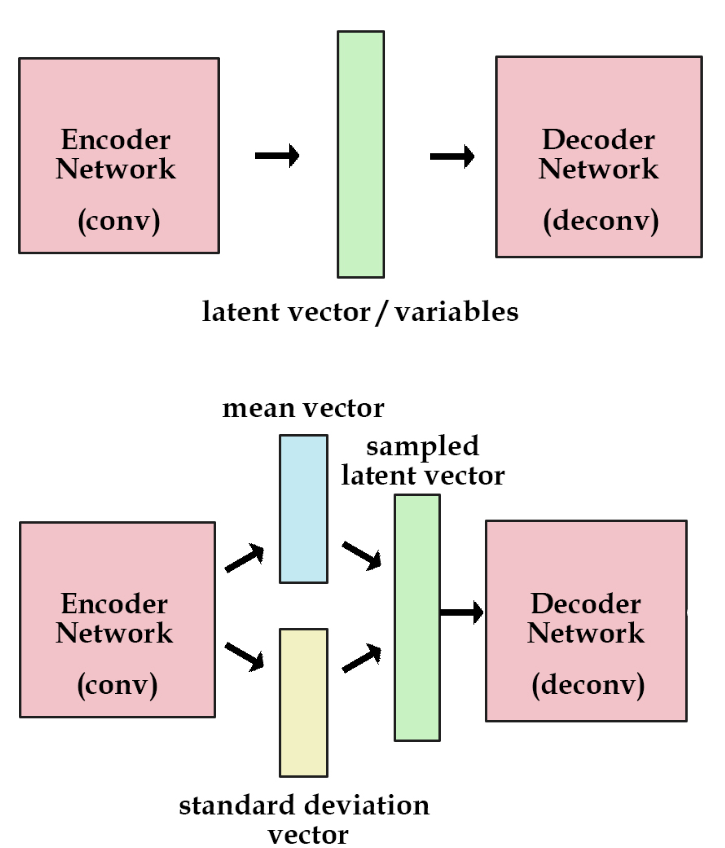 Encoder
Network
(conv)
Decoder
Network
(deconv)
latent vector / variables
mean vector
sampled
latent vector
Encoder
Network
(conv)
Decoder
Network
(deconv)
standard deviation
vector